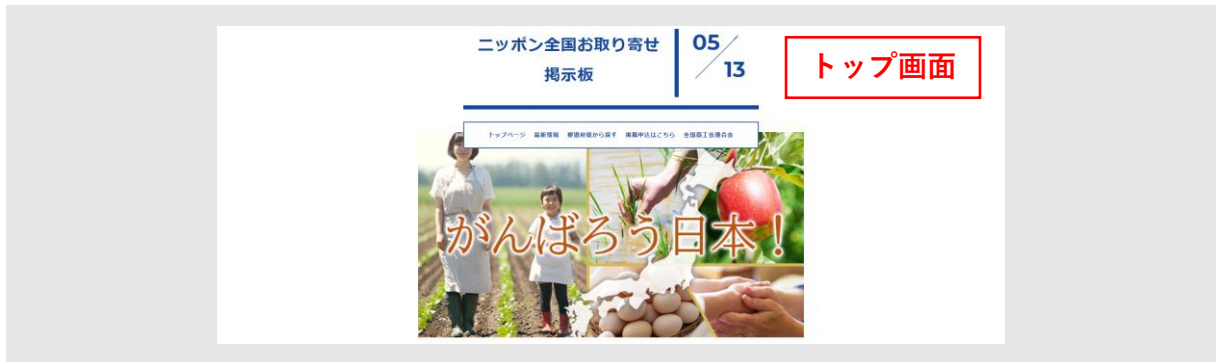 ニッポン全国お取り寄せ
掲示板
05/13
トップ画面
トップページ 最新情報 都道府県から探す 掲載申込はこちら 全国商工会連合会
がんばろう日本！